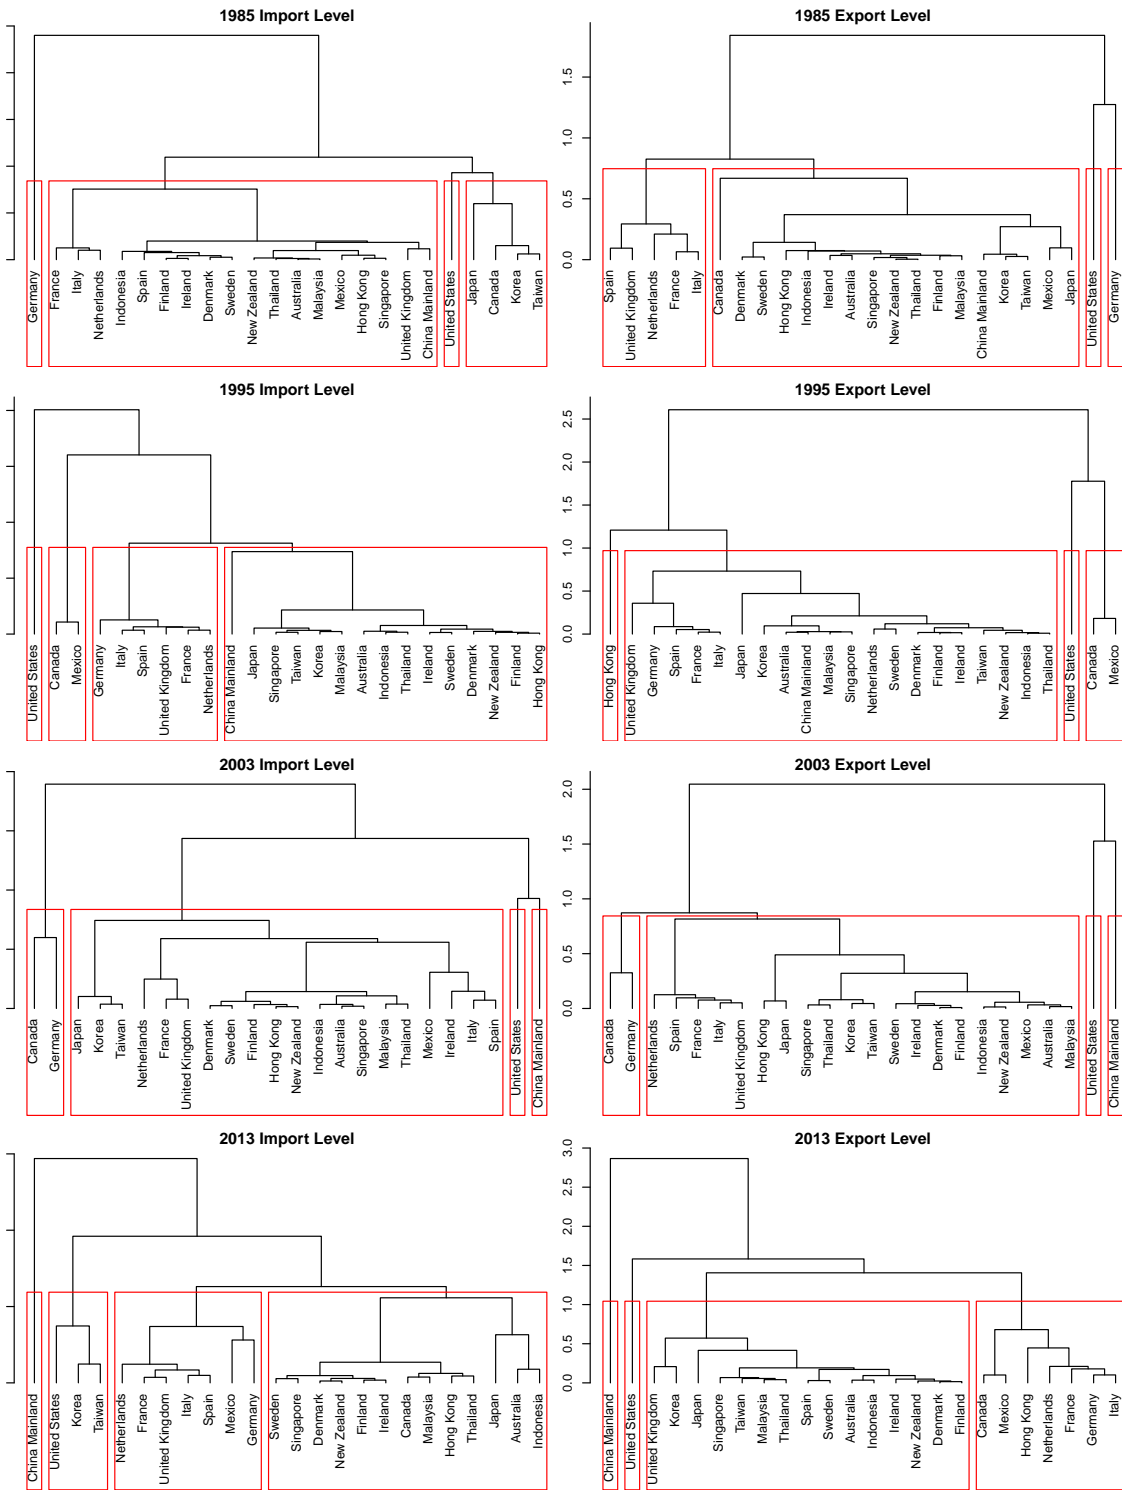 1985 Import Level
Germany
France
Italy
Netherlands
Indonesia
Spain
Finland
Ireland
Denmark
Sweden
New Zealand
Thailand
Australia
Malaysia
Mexico
Hong Kong
Singapore
United Kingdom
China Mainland
United States
Japan
Canada
Korea
Taiwan
1985 Export Level
0.0
0.5
1.0
1.5
Spain
United Kingdom
Netherlands
France
Italy
Canada
Denmark
Sweden
Hong Kong
Indonesia
Ireland
Australia
Singapore
New Zealand
Thailand
Finland
Malaysia
China Mainland
Korea
Taiwan
Mexico
Japan
United States
Germany
1995 Import Level
United States
Canada
Mexico
Germany
Italy
Spain
United Kingdom
France
Netherlands
China Mainland
Japan
Singapore
Taiwan
Korea
Malaysia
Australia
Indonesia
Thailand
Ireland
Sweden
Denmark
New Zealand
Finland
Hong Kong
1995 Export Level
0.0
0.5
1.0
1.5
2.0
2.5
Hong Kong
United Kingdom
Germany
Spain
France
Italy
Japan
Korea
Australia
China Mainland
Malaysia
Singapore
Netherlands
Sweden
Finland
Ireland
Taiwan
New Zealand
Indonesia
Thailand
United States
Canada
Mexico
2003 Import Level
Canada
Germany
Japan
Korea
Taiwan
Netherlands
France
United Kingdom
Denmark
Sweden
Finland
Hong Kong
New Zealand
Indonesia
Australia
Singapore
Malaysia
Thailand
Mexico
Ireland
Italy
Spain
United States
China Mainland
2003 Export Level
0.0
0.5
1.0
1.5
2.0
Canada
Germany
Netherlands
Spain
France
Italy
United Kingdom
Hong Kong
Japan
Singapore
Thailand
Korea
Taiwan
Sweden
Ireland
Denmark
Finland
Indonesia
New Zealand
Mexico
Australia
Malaysia
United States
China Mainland
2013 Import Level
China Mainland
United States
Korea
Taiwan
Netherlands
France
United Kingdom
Italy
Spain
Mexico
Germany
Sweden
Singapore
Denmark
New Zealand
Finland
Ireland
Canada
Malaysia
Hong Kong
Thailand
Japan
Australia
Indonesia
2013 Export Level
0.0
0.5
1.0
1.5
2.0
2.5
3.0
China Mainland
United States
United Kingdom
Korea
Japan
Singapore
Taiwan
Malaysia
Thailand
Spain
Sweden
Australia
Indonesia
Ireland
New Zealand
Denmark
Finland
Canada
Mexico
Hong Kong
Netherlands
France
Germany
Italy